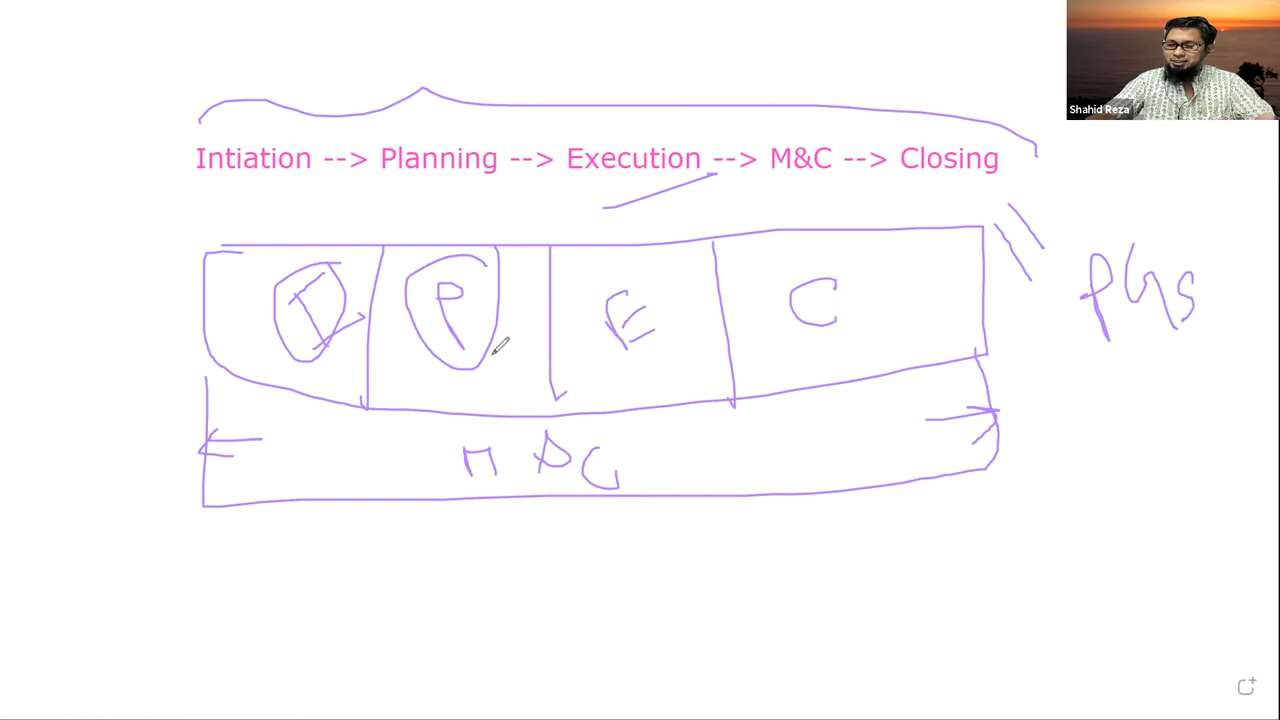 Shahid Reza
Intiation --> Planning --> Execution --> M&C --> Closing
I P E C
PGs
M & C